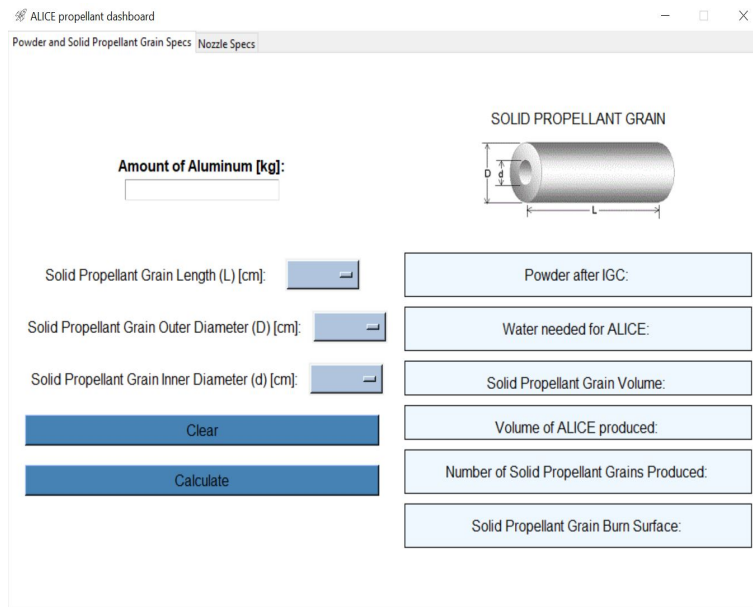 ALICE propellant dashboard
Powder and Solid Propellant Grain Specs
Nozzle Specs
Amount of Aluminum [kg]:
Solid Propellant Grain Length (L) [cm]:
Solid Propellant Grain Outer Diameter (D) [cm]:
Solid Propellant Grain Inner Diameter (d) [cm]:
Clear
Calculate
SOLID PROPELLANT GRAIN
D
d
L
Powder after IGC:
Water needed for ALICE:
Solid Propellant Grain Volume:
Volume of ALICE produced:
Number of Solid Propellant Grains Produced:
Solid Propellant Grain Burn Surface: